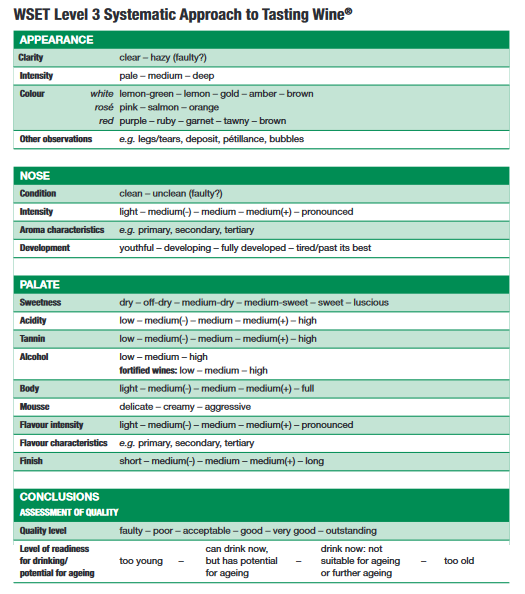 WSET Level 3 Systematic Approach to Tasting Wine®
APPEARANCE
Clarity clear – hazy (faulty?)
Intensity pale – medium – deep
Colour white lemon-green – lemon – gold – amber – brown
rosé pink – salmon – orange
red purple – ruby – garnet – tawny – brown
Other observations e.g. legs/tears, deposit, pétillance, bubbles
NOSE
Condition clean – unclean (faulty?)
Intensity light – medium(-) – medium – medium(+) – pronounced
Aroma characteristics e.g. primary, secondary, tertiary
Development youthful – developing – fully developed – tired/past its best
PALATE
Sweetness dry – off-dry – medium-dry – medium-sweet – sweet – luscious
Acidity low – medium(-) – medium – medium(+) – high
Tannin low – medium(-) – medium – medium(+) – high
Alcohol low – medium – high
fortified wines: low – medium – high
Body light – medium(-) – medium – medium(+) – full
Mousse delicate – creamy – aggressive
Flavour intensity light – medium(-) – medium – medium(+) – pronounced
Flavour characteristics e.g. primary, secondary, tertiary
Finish short – medium(-) – medium – medium(+) – long
CONCLUSIONS
ASSESSMENT OF QUALITY
Quality level faulty – poor – acceptable – good – very good – outstanding
Level of readiness can drink now, drink now: not
for drinking/ too young – but has potential – suitable for ageing – too old
potential for ageing for ageing or further ageing